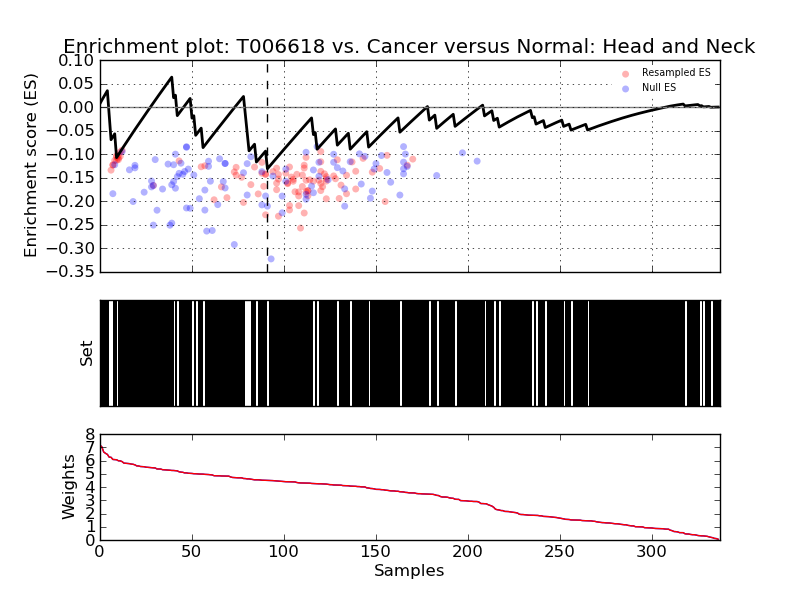 Enrichment plot: T006618 vs. Cancer versus Normal: Head and Neck
Enrichment score (ES)
0.10
0.05
0.00
−0.05
−0.10
−0.15
−0.20
−0.25
−0.30
−0.35
Resampled ES
Null ES
Set
Weights
8
7
6
5
4
3
2
1
0
0 50 100 150 200 250 300
Samples